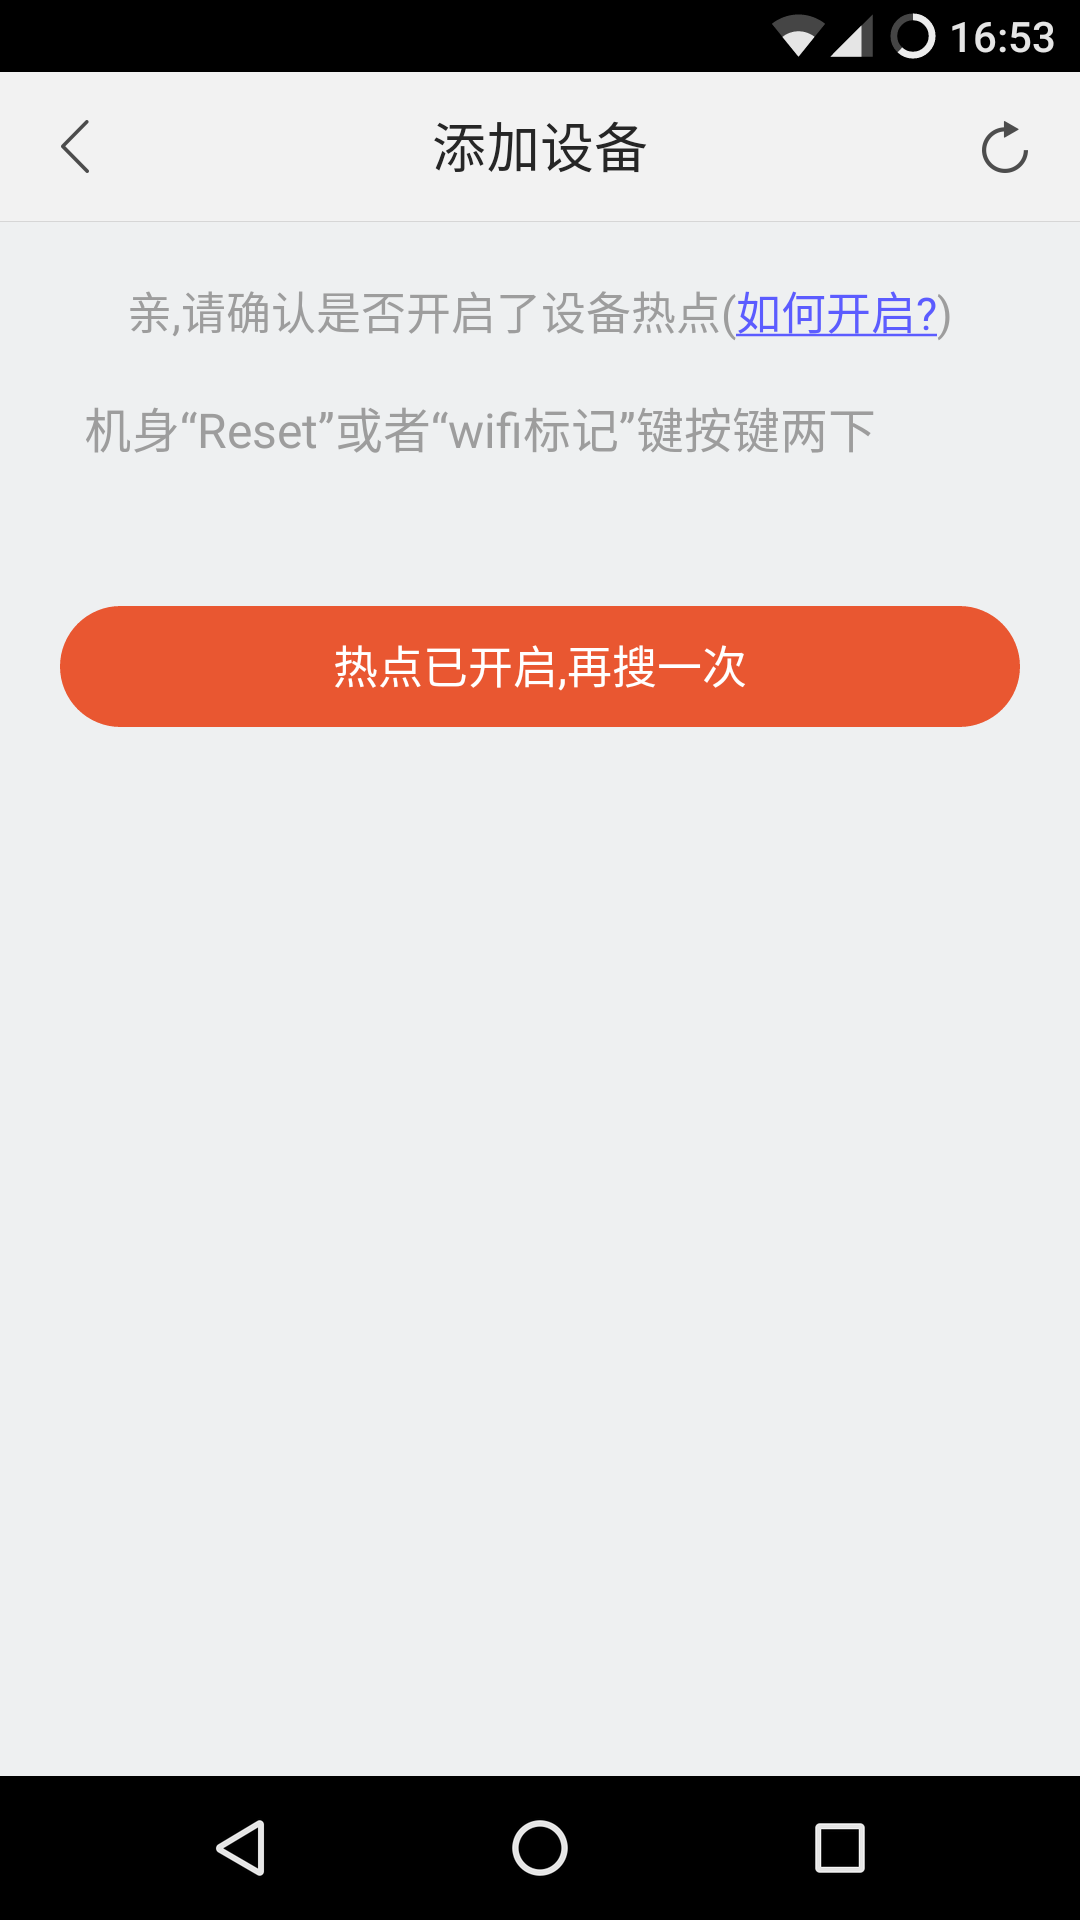 16:53
添加设备
亲,请确认是否开启了设备热点(如何开启?)
机身“Reset”或者“wifi标记”键按键两下
热点已开启,再搜一次